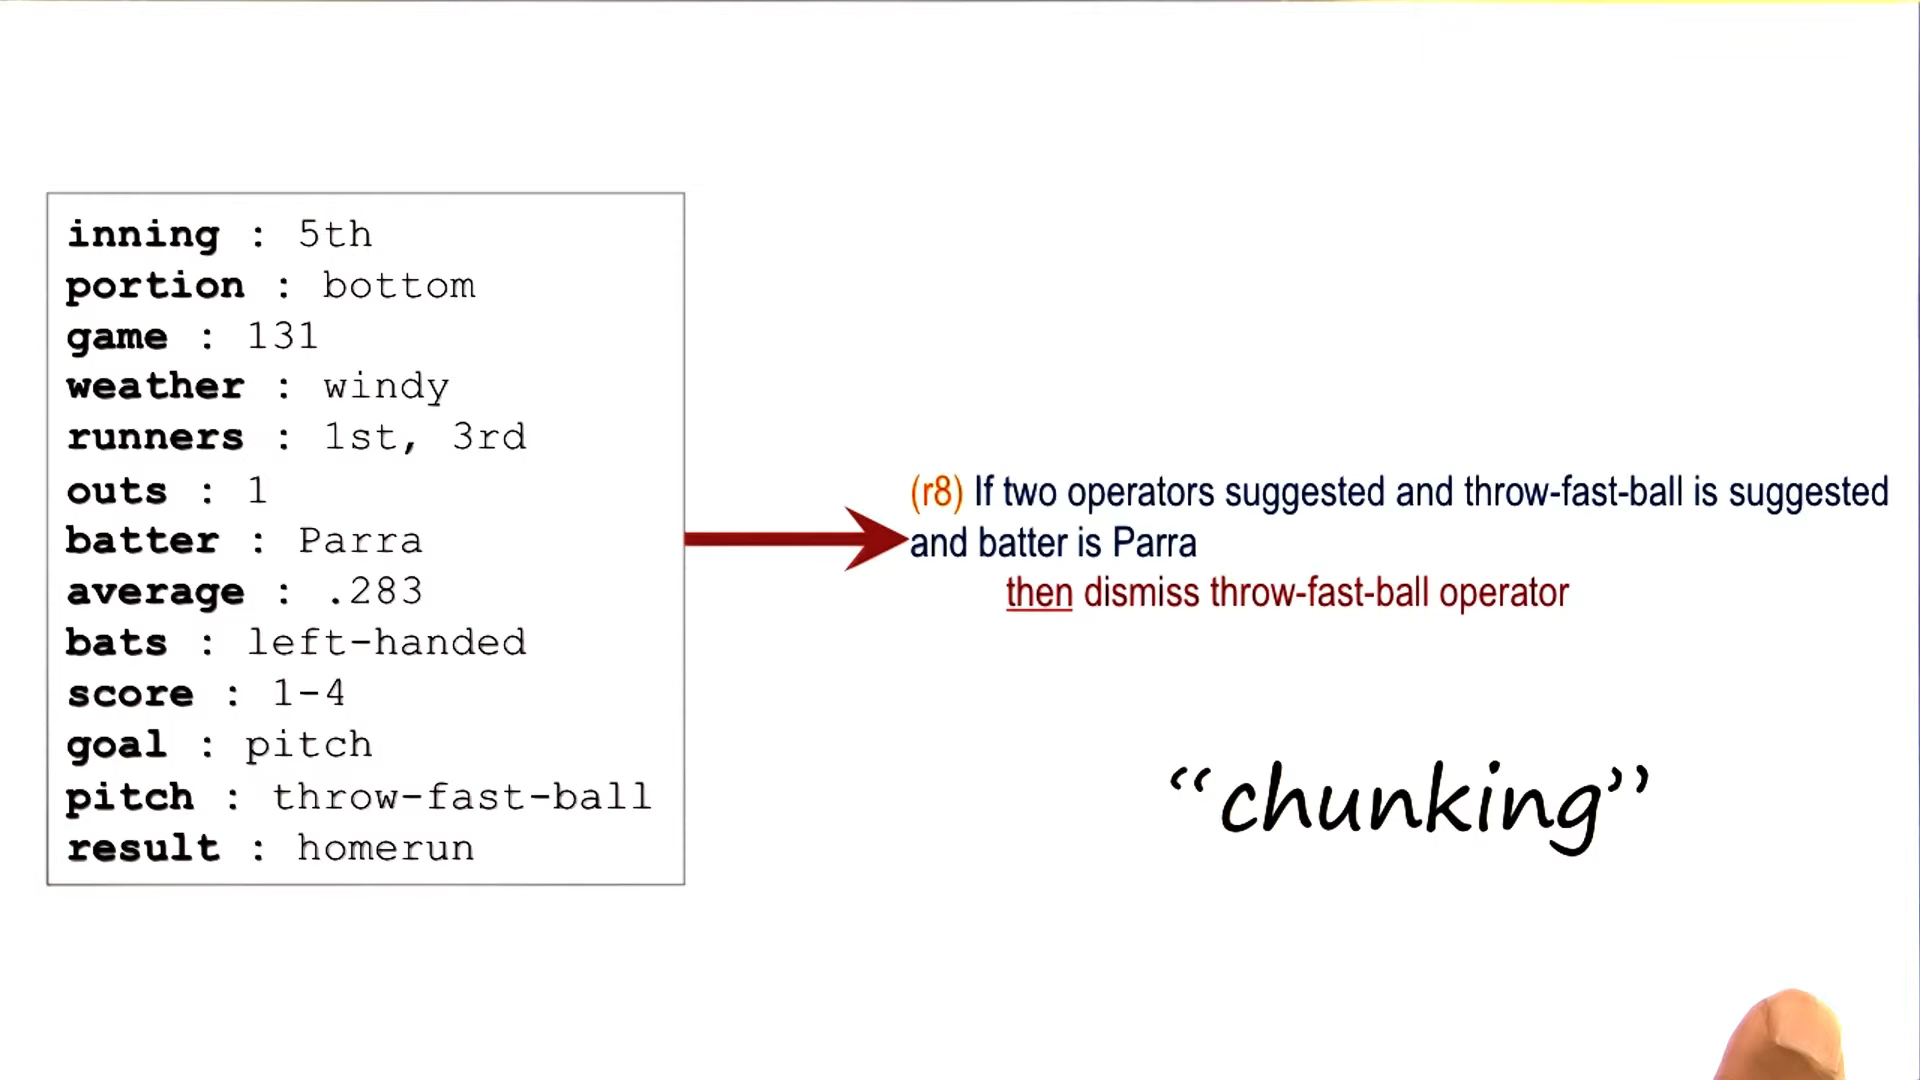 inning : 5th
portion : bottom
game : 131
weather : windy
runners : 1st, 3rd
outs : 1
batter : Parra
average : .283
bats : left-handed
score : 1-4
goal : pitch
pitch : throw-fast-ball
result : homerun
(r8) If two operators suggested and throw-fast-ball is suggested
and batter is Parra
then dismiss throw-fast-ball operator
“chunking”